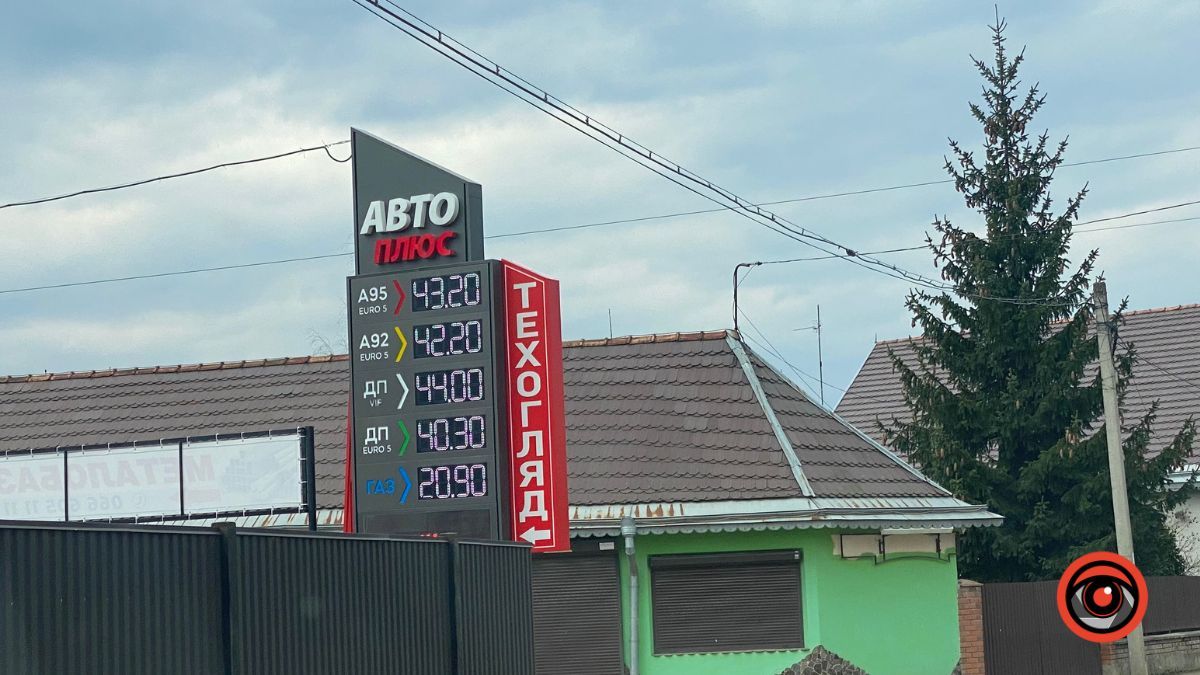 АВТО
ПЛЮС
А95 43.20
EURO 5
А92 42.20
EURO 5
ДП 44.00
VIF
ДП 40.30
EURO 5
ГАЗ 20.90
ТЕХОГЛЯД